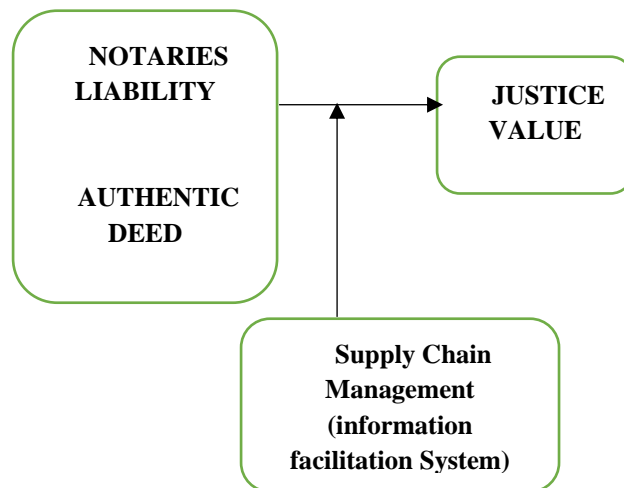 NOTARIES
LIABILITY
AUTHENTIC
DEED
JUSTICE
VALUE
Supply Chain
Management
(information
facilitation System)